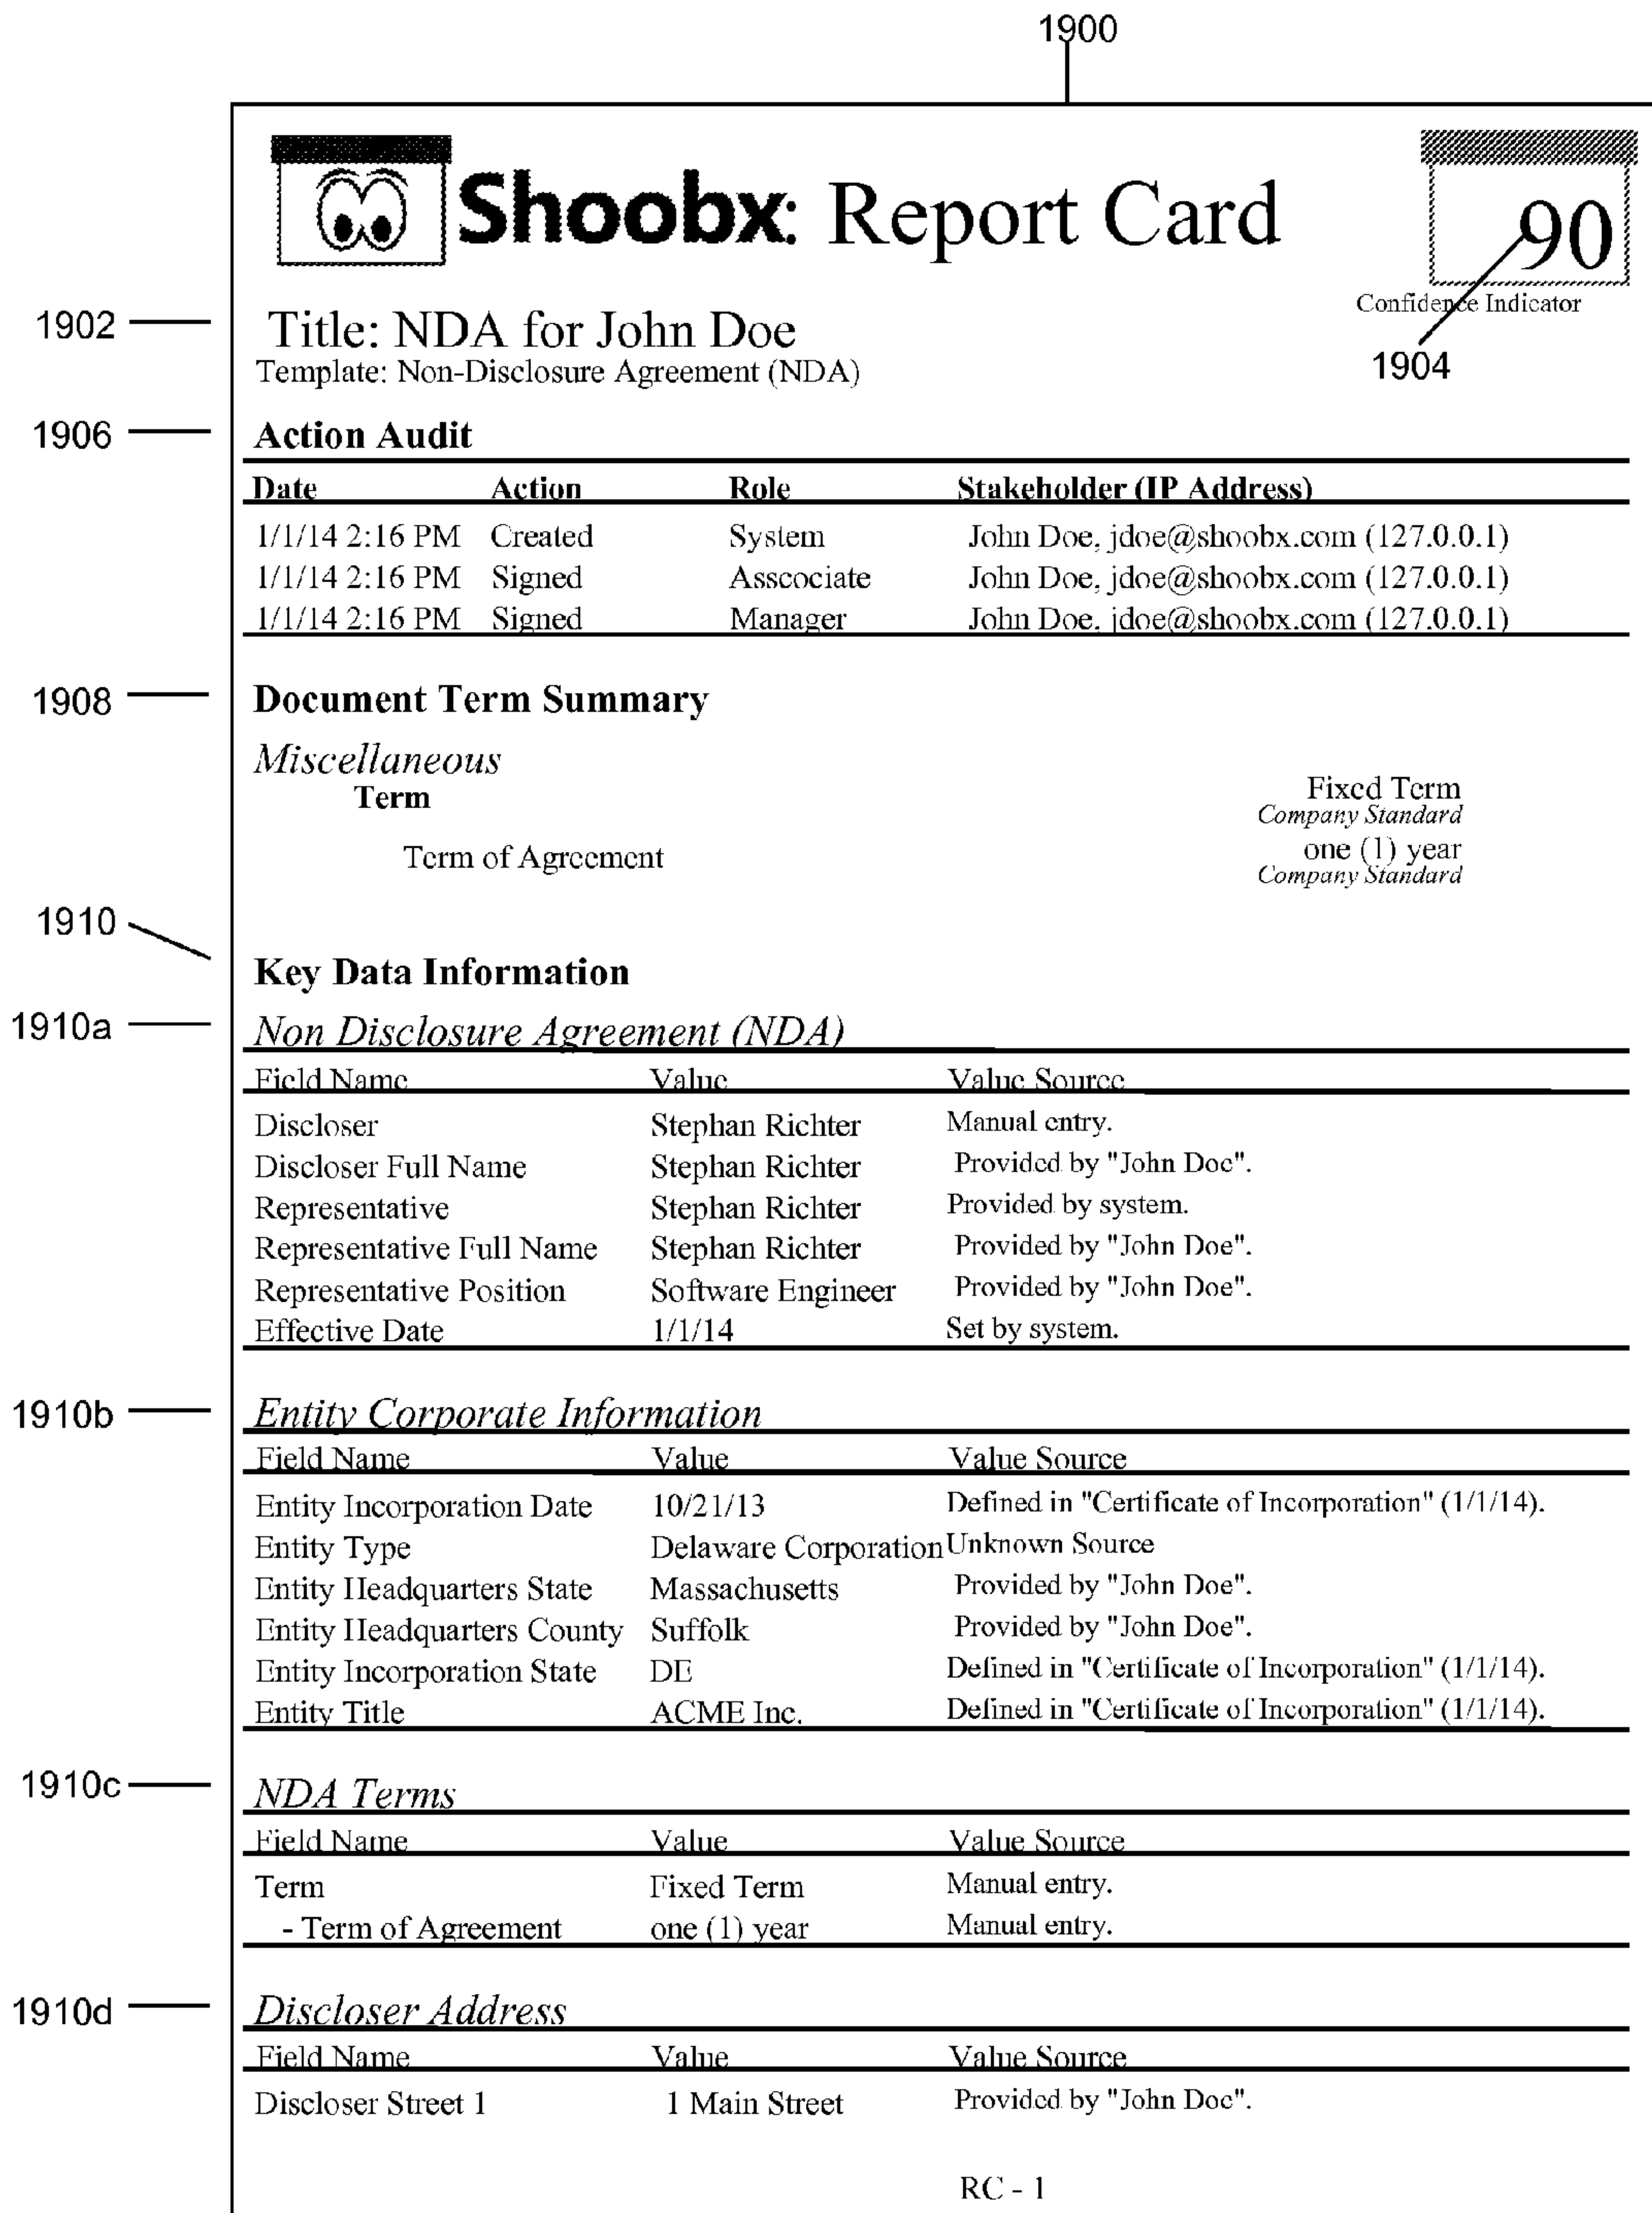 1900
Shoobx: Report Card
90
Confidence Indicator
1902
Title: NDA for John Doe
1904
Template: Non-Disclosure Agreement (NDA)
1906
Action Audit
Date Action Role Stakeholder (IP Address)
1/1/14 2:16 PM Created System John Doe, jdoe@shoobx.com (127.0.0.1)
1/1/14 2:16 PM Signed Asscociate John Doe, jdoe@shoobx.com (127.0.0.1)
1/1/14 2:16 PM Signed Manager John Doe, jdoe@shoobx.com (127.0.0.1)
1908
Document Term Summary
Miscellaneous
Term Fixed Term
Company Standard
Term of Agreement one (1) year
Company Standard
1910
Key Data Information
1910a
Non Disclosure Agreement (NDA)
Field Name Value Value Source
Discloser Stephan Richter Manual entry.
Discloser Full Name Stephan Richter Provided by "John Doe".
Representative Stephan Richter Provided by system.
Representative Full Name Stephan Richter Provided by "John Doe".
Representative Position Software Engineer Provided by "John Doe".
Effective Date 1/1/14 Set by system.
1910b
Entity Corporate Information
Field Name Value Value Source
Entity Incorporation Date 10/21/13 Defined in "Certificate of Incorporation" (1/1/14).
Entity Type Delaware Corporation Unknown Source
Entity Headquarters State Massachusetts Provided by "John Doe".
Entity Headquarters County Suffolk Provided by "John Doe".
Entity Incorporation State DE Defined in "Certificate of Incorporation" (1/1/14).
Entity Title ACME Inc. Defined in "Certificate of Incorporation" (1/1/14).
1910c
NDA Terms
Field Name Value Value Source
Term Fixed Term Manual entry.
- Term of Agreement one (1) year Manual entry.
1910d
Discloser Address
Field Name Value Value Source
Discloser Street 1 1 Main Street Provided by "John Doe".
RC - 1